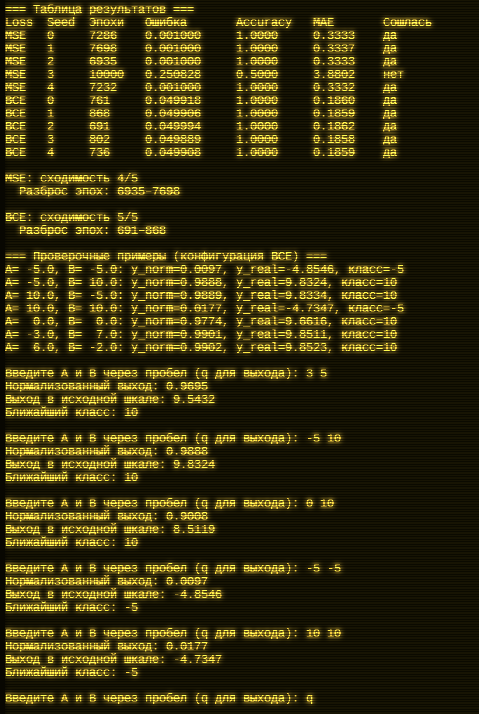 === Таблица результатов ===
Loss Seed Эпохи Ошибка Accuracy MAE Сошлась
MSE 0 7286 0.001000 1.0000 0.3333 да
MSE 1 7698 0.001000 1.0000 0.3337 да
MSE 2 6935 0.001000 1.0000 0.3333 да
MSE 3 10000 0.250828 0.5000 3.8802 нет
MSE 4 7232 0.001000 1.0000 0.3332 да
BCE 0 761 0.049918 1.0000 0.1860 да
BCE 1 868 0.049906 1.0000 0.1859 да
BCE 2 691 0.049994 1.0000 0.1862 да
BCE 3 802 0.049889 1.0000 0.1858 да
BCE 4 736 0.049908 1.0000 0.1859 да
MSE: сходимость 4/5
Разброс эпох: 6935–7698
BCE: сходимость 5/5
Разброс эпох: 691–868
=== Проверочные примеры (конфигурация BCE) ===
A= -5.0, B= -5.0: y_norm=0.0097, y_real=-4.8546, класс=-5
A= -5.0, B= 10.0: y_norm=0.9888, y_real=9.8324, класс=10
A= 10.0, B= -5.0: y_norm=0.9889, y_real=9.8334, класс=10
A= 10.0, B= 10.0: y_norm=0.0177, y_real=-4.7347, класс=-5
A= 0.0, B= 0.0: y_norm=0.9774, y_real=9.6616, класс=10
A= -3.0, B= 7.0: y_norm=0.9901, y_real=9.8511, класс=10
A= 6.0, B= -2.0: y_norm=0.9902, y_real=9.8523, класс=10
Введите A и B через пробел (q для выхода): 3 5
Нормализованный выход: 0.9695
Выход в исходной шкале: 9.5432
Ближайший класс: 10
Введите A и B через пробел (q для выхода): -5 10
Нормализованный выход: 0.9888
Выход в исходной шкале: 9.8324
Ближайший класс: 10
Введите A и B через пробел (q для выхода): 0 10
Нормализованный выход: 0.9008
Выход в исходной шкале: 8.5119
Ближайший класс: 10
Введите A и B через пробел (q для выхода): -5 -5
Нормализованный выход: 0.0097
Выход в исходной шкале: -4.8546
Ближайший класс: -5
Введите A и B через пробел (q для выхода): 10 10
Нормализованный выход: 0.0177
Выход в исходной шкале: -4.7347
Ближайший класс: -5
Введите A и B через пробел (q для выхода): q